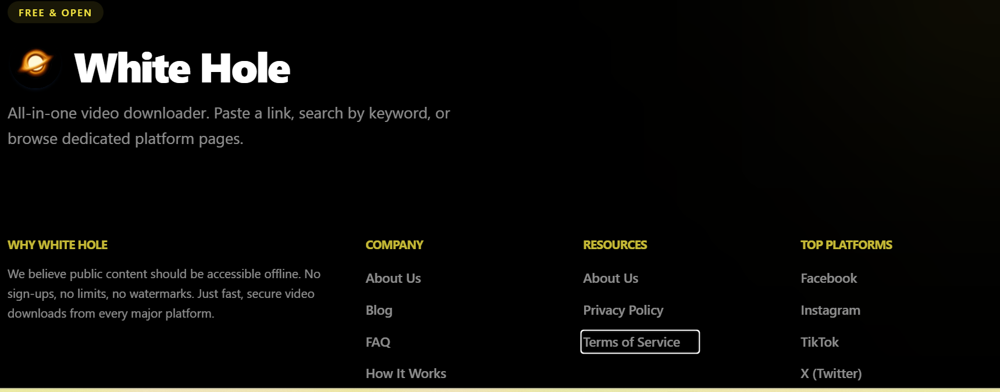 FREE & OPEN
White Hole
All-in-one video downloader. Paste a link, search by keyword, or
browse dedicated platform pages.
WHY WHITE HOLE
We believe public content should be accessible offline. No
sign-ups, no limits, no watermarks. Just fast, secure video
downloads from every major platform.
COMPANY
About Us
Blog
FAQ
How It Works
RESOURCES
About Us
Privacy Policy
Terms of Service
TOP PLATFORMS
Facebook
Instagram
TikTok
X (Twitter)